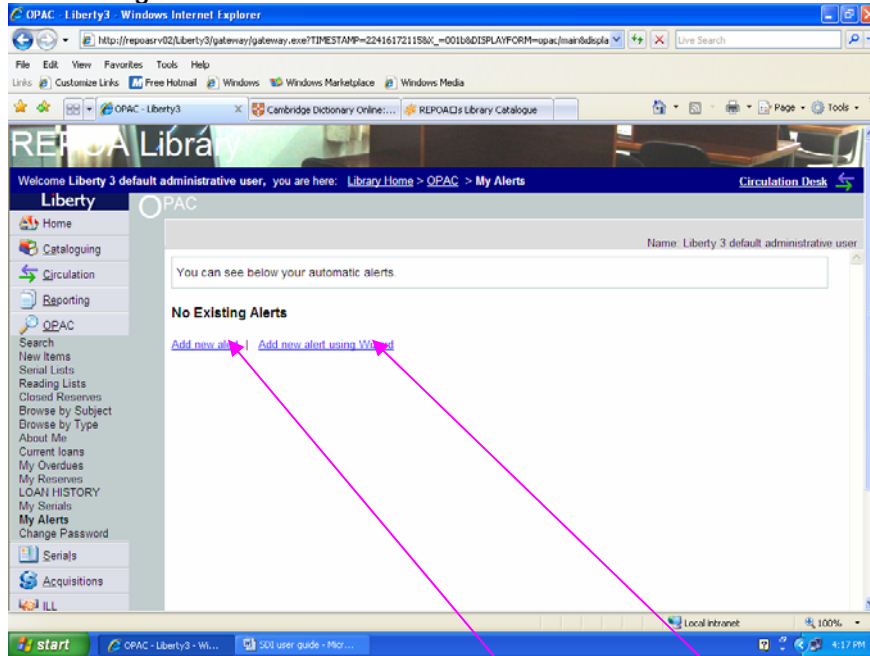 OPAC - Liberty3 - Windows Internet Explorer
http://repoasrv02/Liberty3/gateway/gateway.exe?TIMESTAMP=22416172115&X_=001b&DISPLAYFORM=opac/main&displa
Live Search
File Edit View Favorites Tools Help
Links Customize Links Free Hotmail Windows Windows Marketplace Windows Media
OPAC - Liberty3 Cambridge Dictionary Online:... REPOA□s Library Catalogue Page Tools
Library
Welcome Liberty 3 default administrative user, you are here: Library Home > OPAC > My Alerts Circulation Desk
Liberty
OPAC
Home
Name: Liberty 3 default administrative user
Cataloguing
You can see below your automatic alerts.
Circulation
Reporting
No Existing Alerts
OPAC
Add new alert | Add new alert using Wizard
Search
New Items
Serial Lists
Reading Lists
Closed Reserves
Browse by Subject
Browse by Type
About Me
Current loans
My Overdues
My Reserves
LOAN HISTORY
My Serials
My Alerts
Change Password
Serials
Acquisitions
ILL
Local intranet 100%
start OPAC - Liberty3 - Wi... SDI user guide - Micr... 4:17 PM